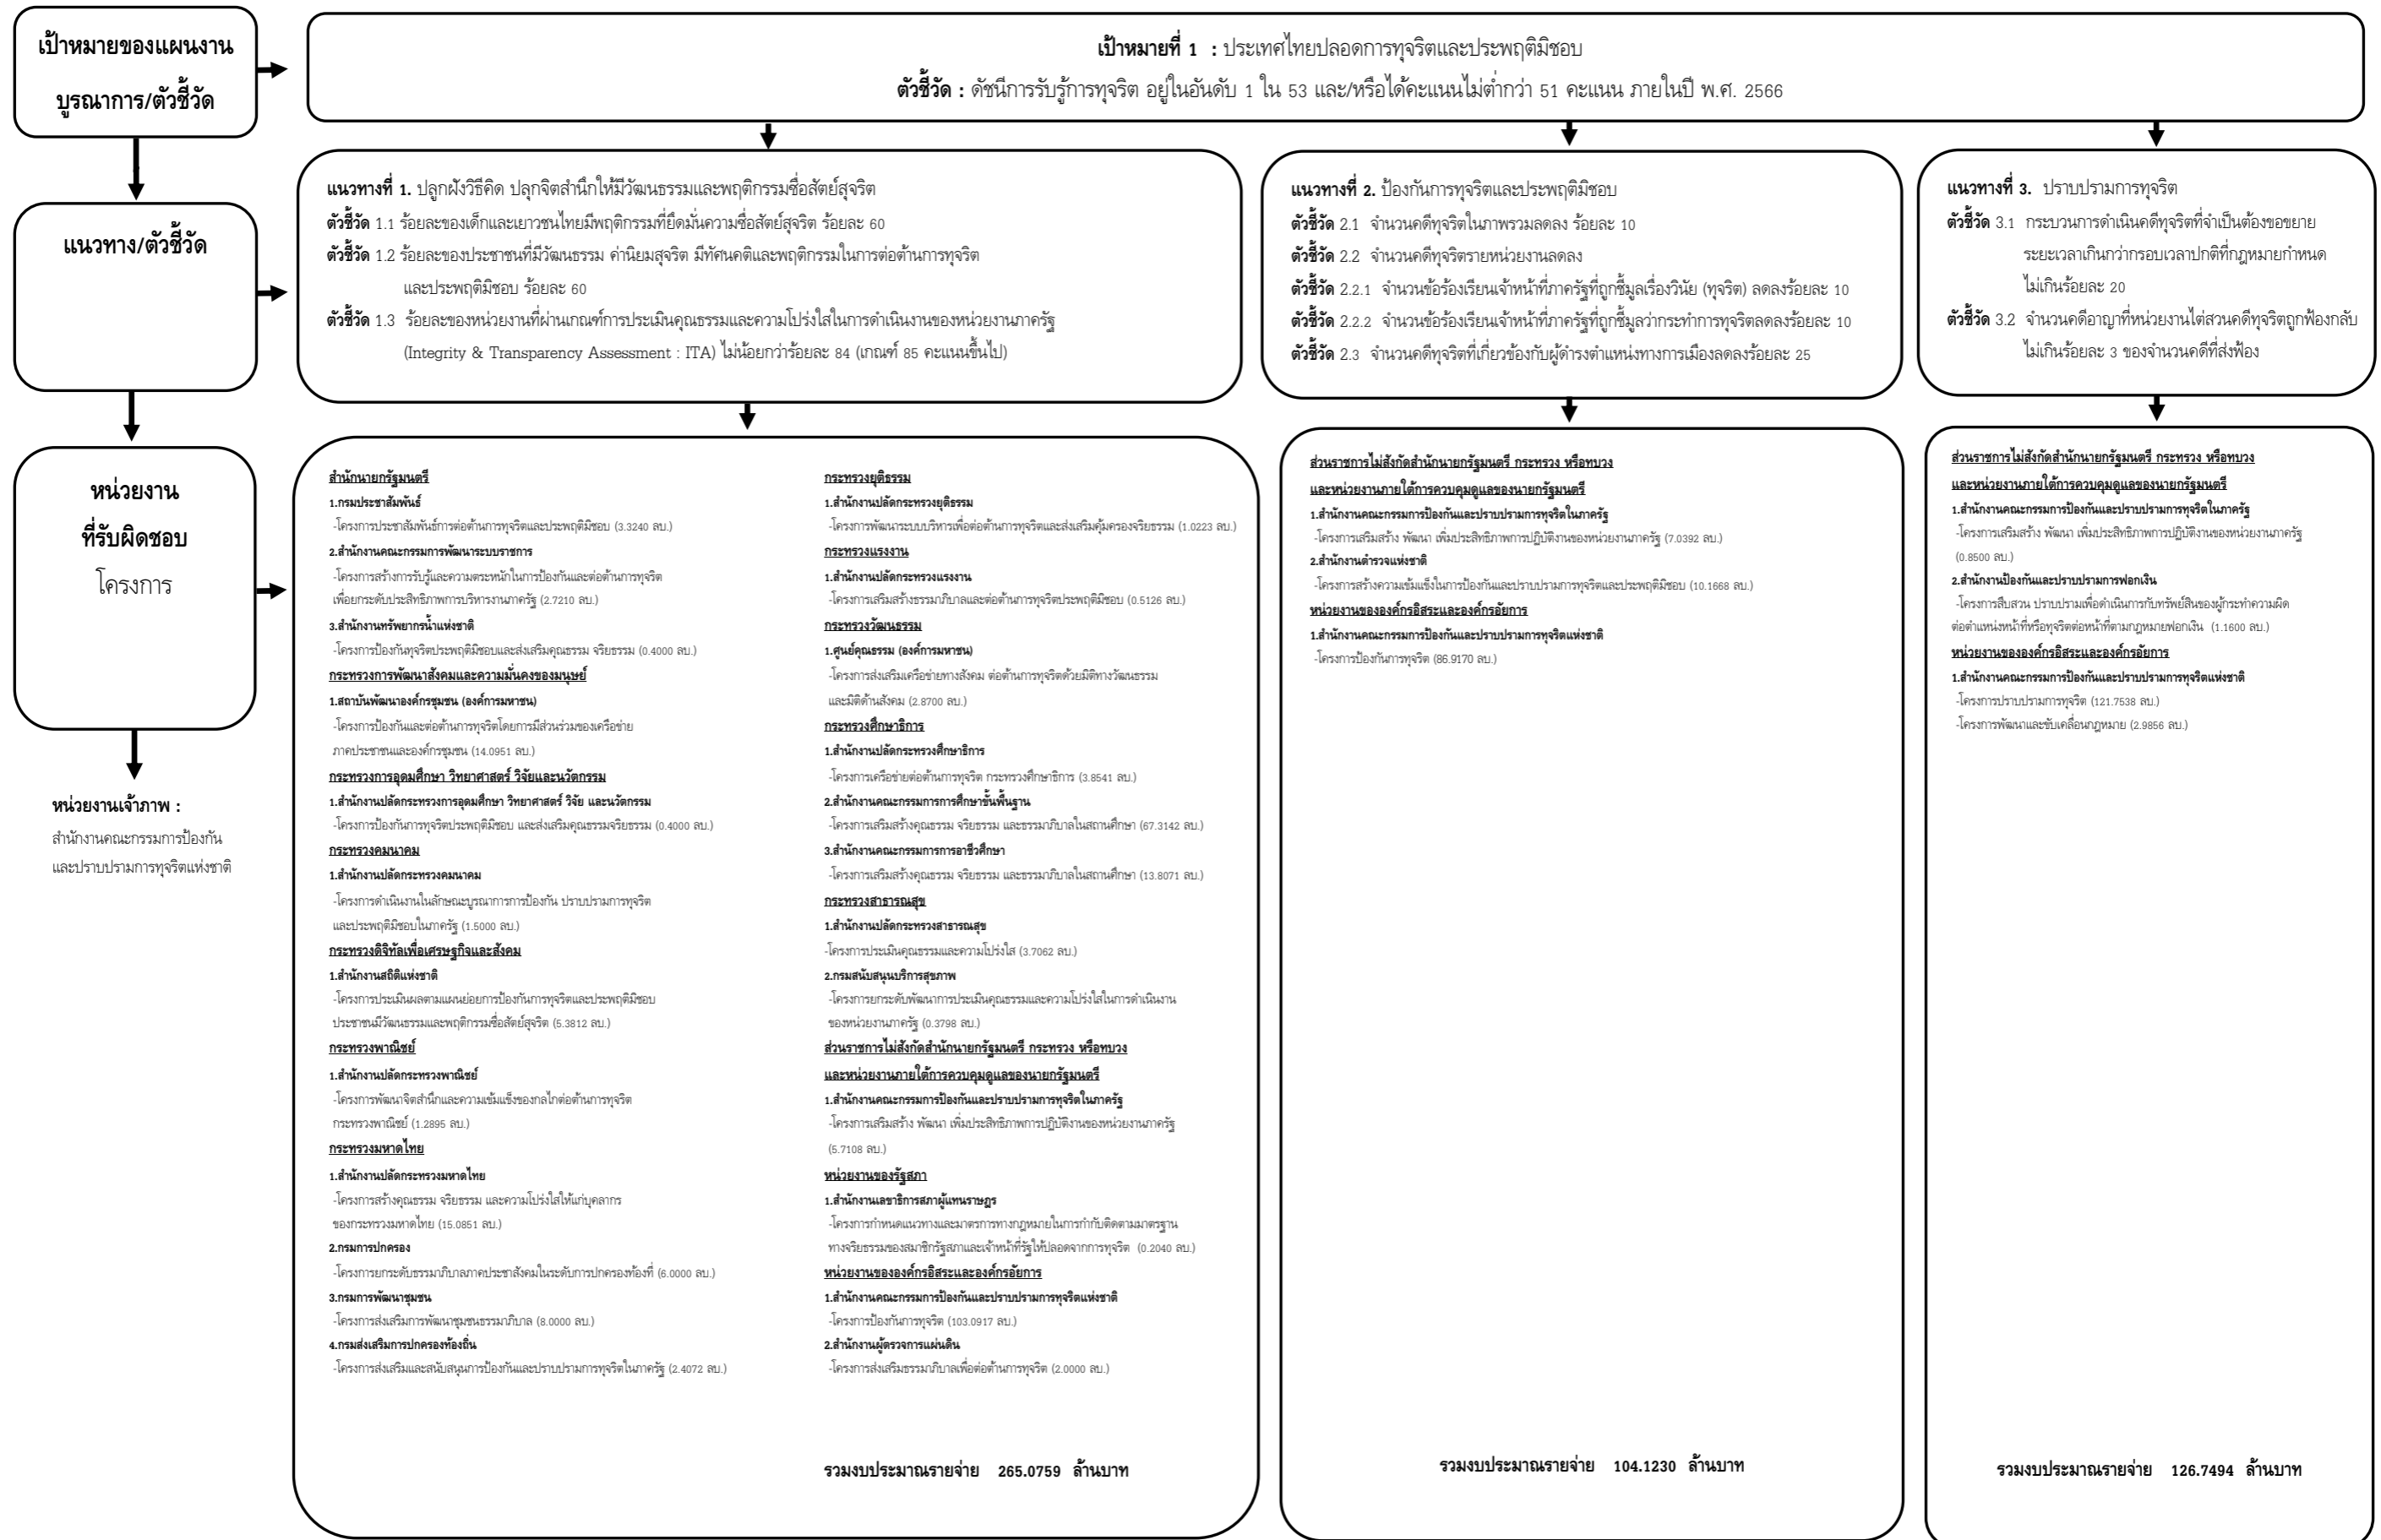 เป้าหมายของแผนงาน
บูรณาการ/ตัวชี้วัด
เป้าหมายที่ 1 : ประเทศไทยปลอดการทุจริตและประพฤติมิชอบ
ตัวชี้วัด : ดัชนีการรับรู้การทุจริต อยู่ในอันดับ 1 ใน 53 และ/หรือได้คะแนนไม่ต่ำกว่า 51 คะแนน ภายในปี พ.ศ. 2566
แนวทาง/ตัวชี้วัด
แนวทางที่ 1. ปลูกฝังวิธีคิด ปลุกจิตสำนึกให้มีวัฒนธรรมและพฤติกรรมซื่อสัตย์สุจริต
ตัวชี้วัด 1.1 ร้อยละของเด็กและเยาวชนไทยมีพฤติกรรมที่ยึดมั่นความซื่อสัตย์สุจริต ร้อยละ 60
ตัวชี้วัด 1.2 ร้อยละของประชาชนที่มีวัฒนธรรม ค่านิยมสุจริต มีทัศนคติและพฤติกรรมในการต่อต้านการทุจริต
และประพฤติมิชอบ ร้อยละ 60
ตัวชี้วัด 1.3 ร้อยละของหน่วยงานที่ผ่านเกณฑ์การประเมินคุณธรรมและความโปร่งใสในการดำเนินงานของหน่วยงานภาครัฐ
(Integrity & Transparency Assessment : ITA) ไม่น้อยกว่าร้อยละ 84 (เกณฑ์ 85 คะแนนขึ้นไป)
แนวทางที่ 2. ป้องกันการทุจริตและประพฤติมิชอบ
ตัวชี้วัด 2.1 จำนวนคดีทุจริตในภาพรวมลดลง ร้อยละ 10
ตัวชี้วัด 2.2 จำนวนคดีทุจริตรายหน่วยงานลดลง
ตัวชี้วัด 2.2.1 จำนวนข้อร้องเรียนเจ้าหน้าที่ภาครัฐที่ถูกชี้มูลเรื่องวินัย (ทุจริต) ลดลงร้อยละ 10
ตัวชี้วัด 2.2.2 จำนวนข้อร้องเรียนเจ้าหน้าที่ภาครัฐที่ถูกชี้มูลว่ากระทำการทุจริตลดลงร้อยละ 10
ตัวชี้วัด 2.3 จำนวนคดีทุจริตที่เกี่ยวข้องกับผู้ดำรงตำแหน่งทางการเมืองลดลงร้อยละ 25
แนวทางที่ 3. ปราบปรามการทุจริต
ตัวชี้วัด 3.1 กระบวนการดำเนินคดีทุจริตที่จำเป็นต้องขอขยาย
ระยะเวลาเกินกว่ากรอบเวลาปกติที่กฎหมายกำหนด
ไม่เกินร้อยละ 20
ตัวชี้วัด 3.2 จำนวนคดีอาญาที่หน่วยงานไต่สวนคดีทุจริตถูกฟ้องกลับ
ไม่เกินร้อยละ 3 ของจำนวนคดีที่ส่งฟ้อง
หน่วยงาน
ที่รับผิดชอบ
โครงการ
หน่วยงานเจ้าภาพ :
สำนักงานคณะกรรมการป้องกัน
และปราบปรามการทุจริตแห่งชาติ
สำนักนายกรัฐมนตรี
1.กรมประชาสัมพันธ์
-โครงการประชาสัมพันธ์การต่อต้านการทุจริตและประพฤติมิชอบ (3.3240 ลบ.)
2.สำนักงานคณะกรรมการพัฒนาระบบราชการ
-โครงการสร้างการรับรู้และความตระหนักในการป้องกันและต่อต้านการทุจริต
เพื่อยกระดับประสิทธิภาพการบริหารงานภาครัฐ (2.7210 ลบ.)
3.สำนักงานทรัพยากรน้ำแห่งชาติ
-โครงการป้องกันทุจริตประพฤติมิชอบและส่งเสริมคุณธรรม จริยธรรม (0.4000 ลบ.)
กระทรวงการพัฒนาสังคมและความมั่นคงของมนุษย์
1.สถาบันพัฒนาองค์กรชุมชน (องค์การมหาชน)
-โครงการป้องกันและต่อต้านการทุจริตโดยการมีส่วนร่วมของเครือข่าย
ภาคประชาชนและองค์กรชุมชน (14.0951 ลบ.)
กระทรวงการอุดมศึกษา วิทยาศาสตร์ วิจัยและนวัตกรรม
1.สำนักงานปลัดกระทรวงการอุดมศึกษา วิทยาศาสตร์ วิจัย และนวัตกรรม
-โครงการป้องกันการทุจริตประพฤติมิชอบ และส่งเสริมคุณธรรมจริยธรรม (0.4000 ลบ.)
กระทรวงคมนาคม
1.สำนักงานปลัดกระทรวงคมนาคม
-โครงการดำเนินงานในลักษณะบูรณาการการป้องกัน ปราบปรามการทุจริต
และประพฤติมิชอบในภาครัฐ (1.5000 ลบ.)
กระทรวงดิจิทัลเพื่อเศรษฐกิจและสังคม
1.สำนักงานสถิติแห่งชาติ
-โครงการประเมินผลตามแผนย่อยการป้องกันการทุจริตและประพฤติมิชอบ
ประชาชนมีวัฒนธรรมและพฤติกรรมซื่อสัตย์สุจริต (5.3812 ลบ.)
กระทรวงพาณิชย์
1.สำนักงานปลัดกระทรวงพาณิชย์
-โครงการพัฒนาจิตสำนึกและความเข้มแข็งของกลไกต่อต้านการทุจริต
กระทรวงพาณิชย์ (1.2895 ลบ.)
กระทรวงมหาดไทย
1.สำนักงานปลัดกระทรวงมหาดไทย
-โครงการสร้างคุณธรรม จริยธรรม และความโปร่งใสให้แก่บุคลากร
ของกระทรวงมหาดไทย (15.0851 ลบ.)
2.กรมการปกครอง
-โครงการยกระดับธรรมาภิบาลภาคประชาสังคมในระดับการปกครองท้องที่ (6.0000 ลบ.)
3.กรมการพัฒนาชุมชน
-โครงการส่งเสริมการพัฒนาชุมชนธรรมาภิบาล (8.0000 ลบ.)
4.กรมส่งเสริมการปกครองท้องถิ่น
-โครงการส่งเสริมและสนับสนุนการป้องกันและปราบปรามการทุจริตในภาครัฐ (2.4072 ลบ.)
กระทรวงยุติธรรม
1.สำนักงานปลัดกระทรวงยุติธรรม
-โครงการพัฒนาระบบบริหารเพื่อต่อต้านการทุจริตและส่งเสริมคุ้มครองจริยธรรม (1.0223 ลบ.)
กระทรวงแรงงาน
1.สำนักงานปลัดกระทรวงแรงงาน
-โครงการเสริมสร้างธรรมาภิบาลและต่อต้านการทุจริตประพฤติมิชอบ (0.5126 ลบ.)
กระทรวงวัฒนธรรม
1.ศูนย์คุณธรรม (องค์การมหาชน)
-โครงการส่งเสริมเครือข่ายทางสังคม ต่อต้านการทุจริตด้วยมิติทางวัฒนธรรม
และมิติด้านสังคม (2.8700 ลบ.)
กระทรวงศึกษาธิการ
1.สำนักงานปลัดกระทรวงศึกษาธิการ
-โครงการเครือข่ายต่อต้านการทุจริต กระทรวงศึกษาธิการ (3.8541 ลบ.)
2.สำนักงานคณะกรรมการการศึกษาขั้นพื้นฐาน
-โครงการเสริมสร้างคุณธรรม จริยธรรม และธรรมาภิบาลในสถานศึกษา (67.3142 ลบ.)
3.สำนักงานคณะกรรมการการอาชีวศึกษา
-โครงการเสริมสร้างคุณธรรม จริยธรรม และธรรมาภิบาลในสถานศึกษา (13.8071 ลบ.)
กระทรวงสาธารณสุข
1.สำนักงานปลัดกระทรวงสาธารณสุข
-โครงการประเมินคุณธรรมและความโปร่งใส (3.7062 ลบ.)
2.กรมสนับสนุนบริการสุขภาพ
-โครงการยกระดับพัฒนาการประเมินคุณธรรมและความโปร่งใสในการดำเนินงาน
ของหน่วยงานภาครัฐ (0.3798 ลบ.)
ส่วนราชการไม่สังกัดสำนักนายกรัฐมนตรี กระทรวง หรือทบวง
และหน่วยงานภายใต้การควบคุมดูแลของนายกรัฐมนตรี
1.สำนักงานคณะกรรมการป้องกันและปราบปรามการทุจริตในภาครัฐ
-โครงการเสริมสร้าง พัฒนา เพิ่มประสิทธิภาพการปฏิบัติงานของหน่วยงานภาครัฐ
(5.7108 ลบ.)
หน่วยงานของรัฐสภา
1.สำนักงานเลขาธิการสภาผู้แทนราษฎร
-โครงการกำหนดแนวทางและมาตรการทางกฎหมายในการกำกับติดตามมาตรฐาน
ทางจริยธรรมของสมาชิกรัฐสภาและเจ้าหน้าที่รัฐให้ปลอดจากการทุจริต (0.2040 ลบ.)
หน่วยงานขององค์กรอิสระและองค์กรอัยการ
1.สำนักงานคณะกรรมการป้องกันและปราบปรามการทุจริตแห่งชาติ
-โครงการป้องกันการทุจริต (103.0917 ลบ.)
2.สำนักงานผู้ตรวจการแผ่นดิน
-โครงการส่งเสริมธรรมาภิบาลเพื่อต่อต้านการทุจริต (2.0000 ลบ.)
รวมงบประมาณรายจ่าย 265.0759 ล้านบาท
ส่วนราชการไม่สังกัดสำนักนายกรัฐมนตรี กระทรวง หรือทบวง
และหน่วยงานภายใต้การควบคุมดูแลของนายกรัฐมนตรี
1.สำนักงานคณะกรรมการป้องกันและปราบปรามการทุจริตในภาครัฐ
-โครงการเสริมสร้าง พัฒนา เพิ่มประสิทธิภาพการปฏิบัติงานของหน่วยงานภาครัฐ (7.0392 ลบ.)
2.สำนักงานตำรวจแห่งชาติ
-โครงการสร้างความเข้มแข็งในการป้องกันและปราบปรามการทุจริตและประพฤติมิชอบ (10.1668 ลบ.)
หน่วยงานขององค์กรอิสระและองค์กรอัยการ
1.สำนักงานคณะกรรมการป้องกันและปราบปรามการทุจริตแห่งชาติ
-โครงการป้องกันการทุจริต (86.9170 ลบ.)
รวมงบประมาณรายจ่าย 104.1230 ล้านบาท
ส่วนราชการไม่สังกัดสำนักนายกรัฐมนตรี กระทรวง หรือทบวง
และหน่วยงานภายใต้การควบคุมดูแลของนายกรัฐมนตรี
1.สำนักงานคณะกรรมการป้องกันและปราบปรามการทุจริตในภาครัฐ
-โครงการเสริมสร้าง พัฒนา เพิ่มประสิทธิภาพการปฏิบัติงานของหน่วยงานภาครัฐ
(0.8500 ลบ.)
2.สำนักงานป้องกันและปราบปรามการฟอกเงิน
-โครงการสืบสวน ปราบปรามเพื่อดำเนินการกับทรัพย์สินของผู้กระทำความผิด
ต่อตำแหน่งหน้าที่หรือทุจริตต่อหน้าที่ตามกฎหมายฟอกเงิน (1.1600 ลบ.)
หน่วยงานขององค์กรอิสระและองค์กรอัยการ
1.สำนักงานคณะกรรมการป้องกันและปราบปรามการทุจริตแห่งชาติ
-โครงการปราบปรามการทุจริต (121.7538 ลบ.)
-โครงการพัฒนาและขับเคลื่อนกฎหมาย (2.9856 ลบ.)
รวมงบประมาณรายจ่าย 126.7494 ล้านบาท